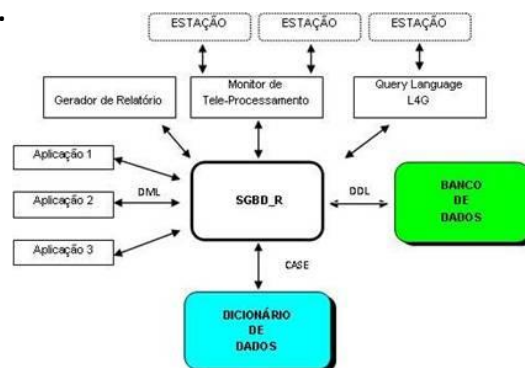 ESTAÇÃO
ESTAÇÃO
ESTAÇÃO
Gerador de Relatório
Monitor de
Tele-Processamento
Query Language
L4G
Aplicação 1
Aplicação 2
Aplicação 3
DML
SGBD_R
DDL
BANCO
DE
DADOS
CASE
DICIONÁRIO
DE
DADOS